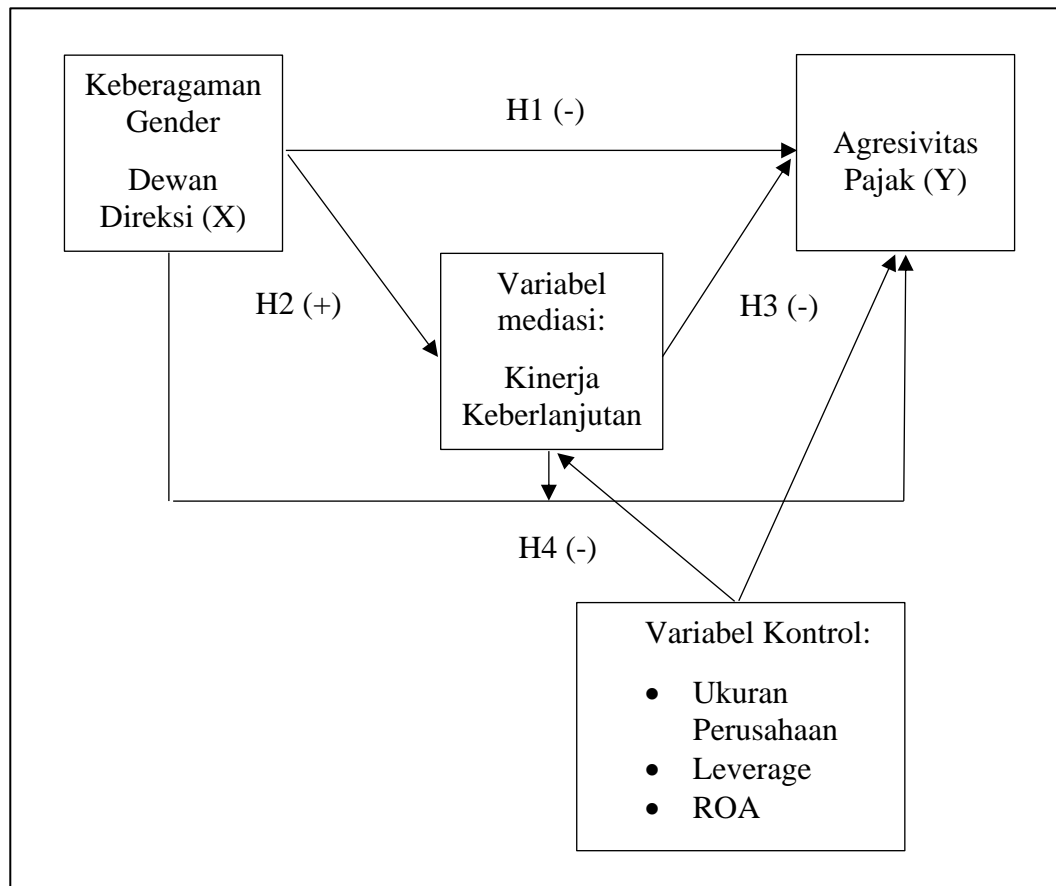 Keberagaman
Gender
Dewan
Direksi (X)
H1 (-)
Agresivitas
Pajak (Y)
H2 (+)
Variabel
mediasi:
Kinerja
Keberlanjutan
H3 (-)
H4 (-)
Variabel Kontrol:
• Ukuran
Perusahaan
• Leverage
• ROA